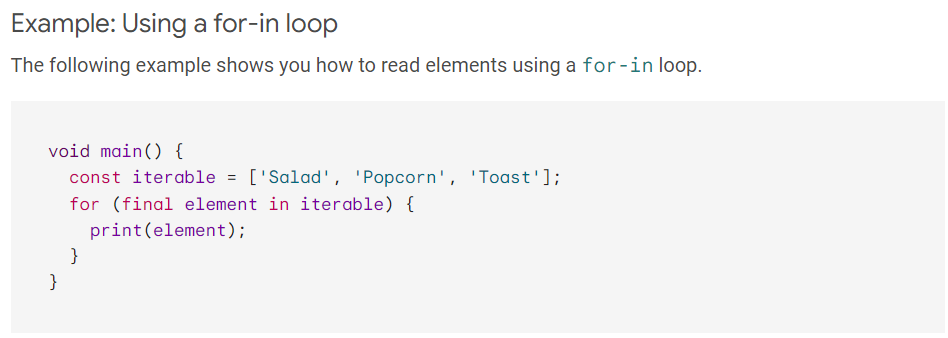 Example: Using a for-in loop
The following example shows you how to read elements using a for-in loop.
void main() {
  const iterable = ['Salad', 'Popcorn', 'Toast'];
  for (final element in iterable) {
    print(element);
  }
}